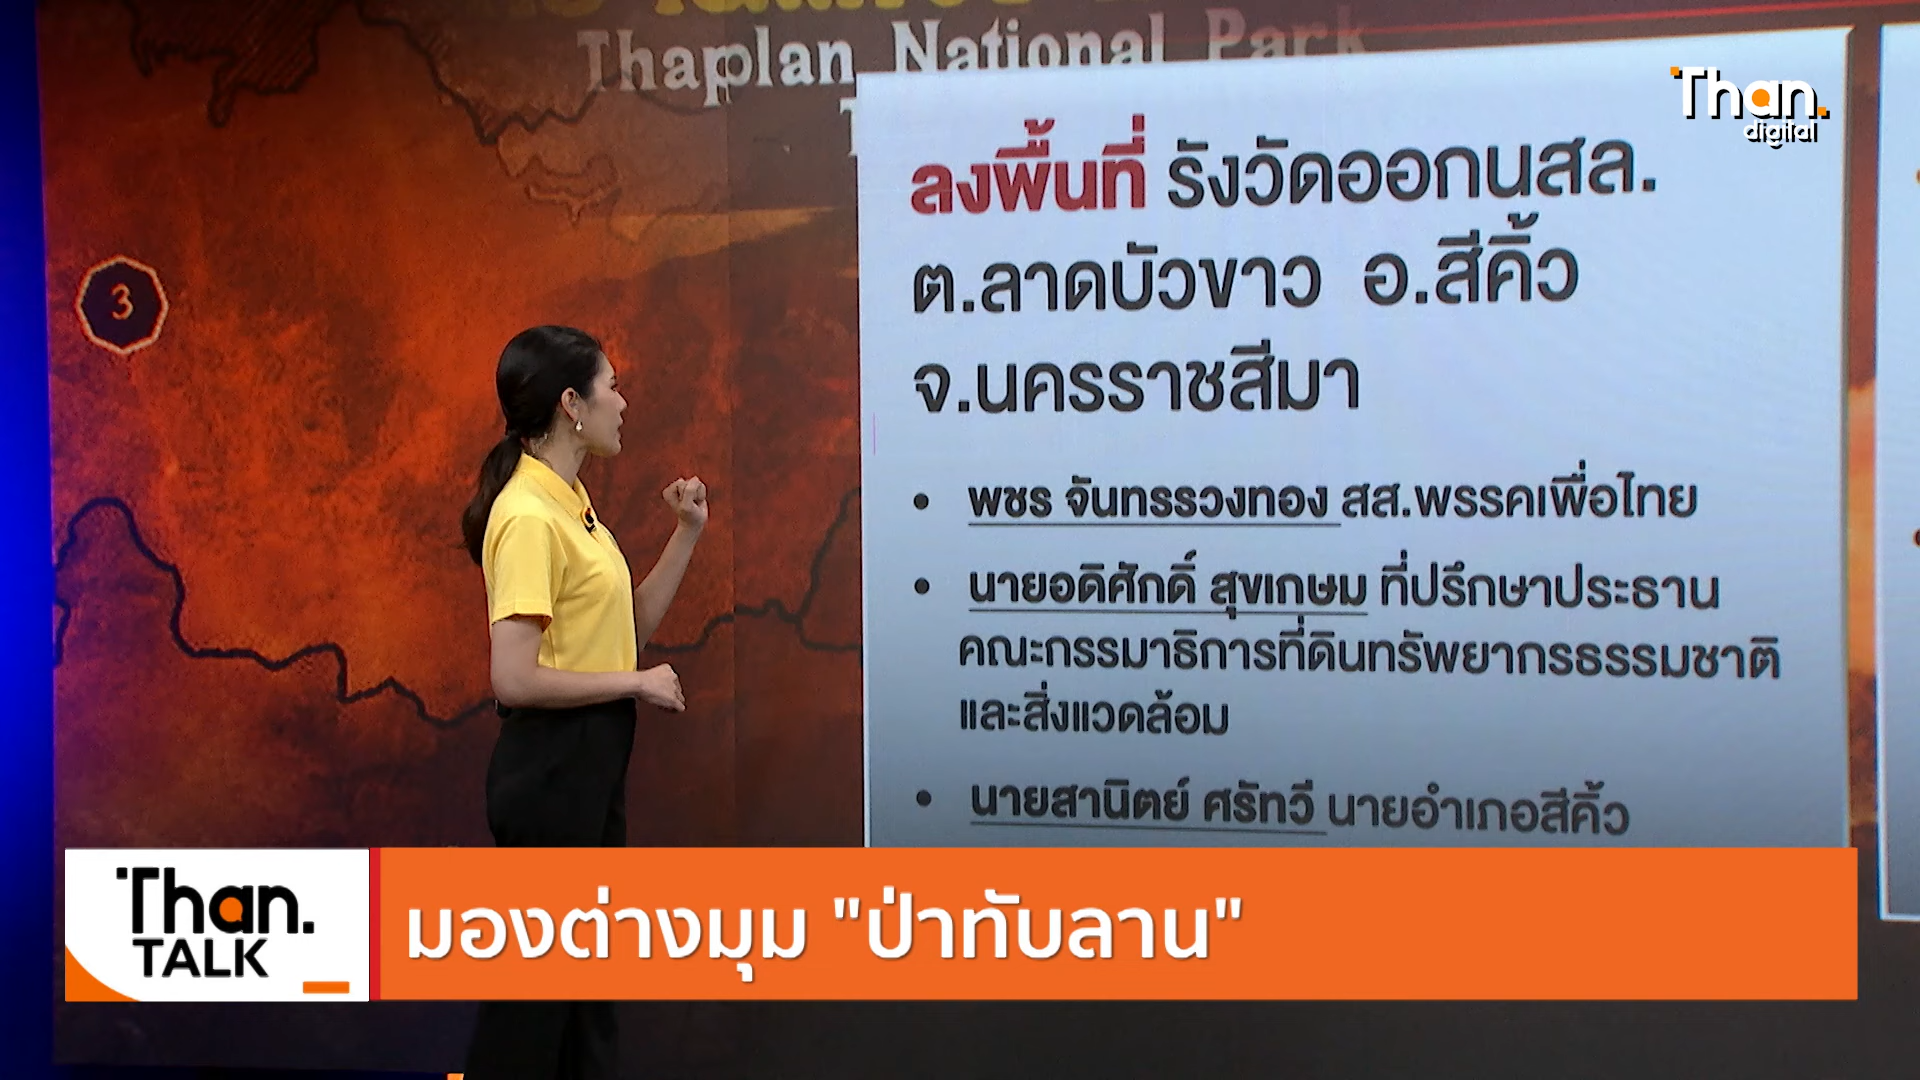 Thaplan National Park
Than.
digital
ลงพื้นที่ รังวัดออกนสล.
ต.ลาดบัวขาว อ.สีคิ้ว
จ.นครราชสีมา
3
• พชร จันทรรวงทอง สส.พรรคเพื่อไทย
• นายอดิศักดิ์ สุขเกษม ที่ปรึกษาประธาน
คณะกรรมาธิการที่ดินทรัพยากรธรรมชาติ
และสิ่งแวดล้อม
• นายสานิตย์ ศรัทวี นายอำเภอสีคิ้ว
Than.
TALK
มองต่างมุม "ป่าทับลาน"